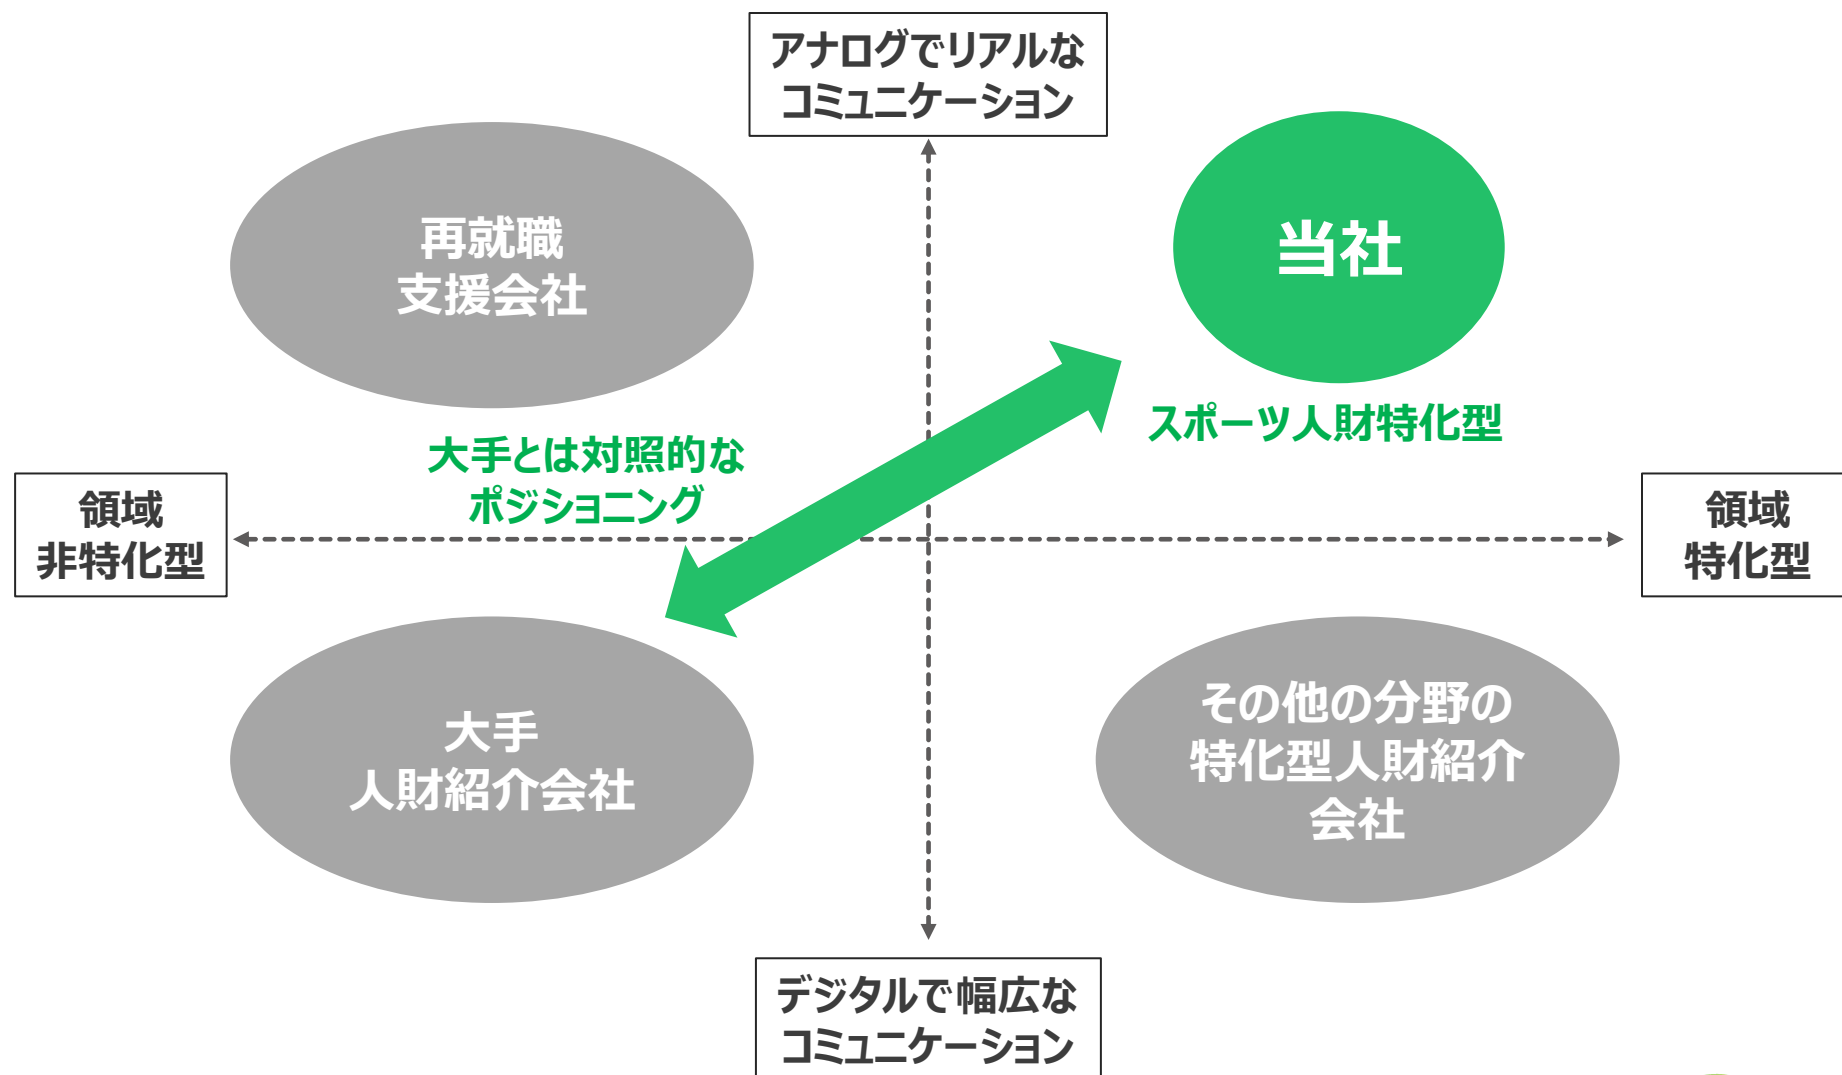 アナログでリアルな
コミュニケーション
再就職
支援会社
当社
スポーツ人財特化型
大手とは対照的な
ポジショニング
領域
非特化型
領域
特化型
大手
人財紹介会社
その他の分野の
特化型人財紹介
会社
デジタルで幅広な
コミュニケーション